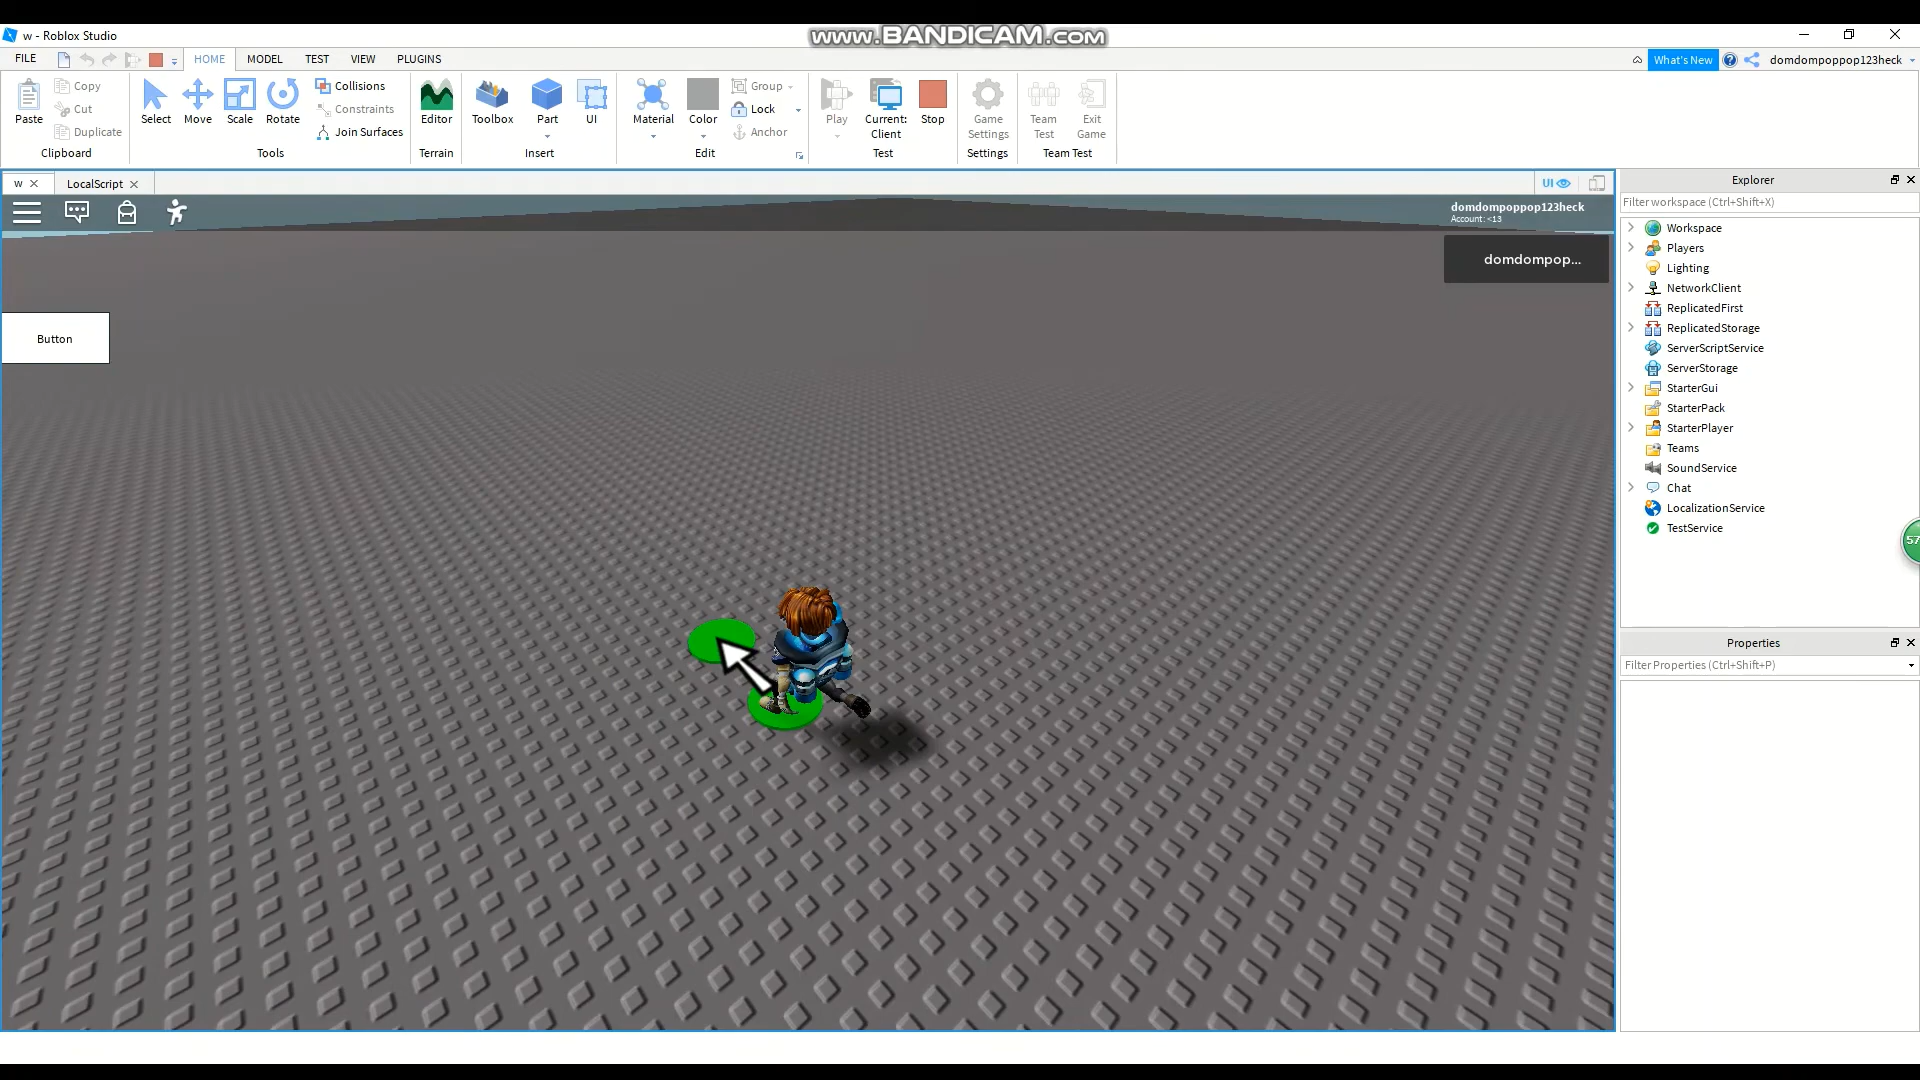 www.BANDICAM.com
w - Roblox Studio
FILE HOME MODEL TEST VIEW PLUGINS
What's New domdompoppop123heck
Paste Copy Cut Duplicate
Clipboard
Select Move Scale Rotate Collisions Constraints Join Surfaces
Tools
Editor
Terrain
Toolbox Part UI
Insert
Material Color Group Lock Anchor
Edit
Play Current: Client Stop
Test
Game Settings
Settings
Team Test Exit Game
Team Test
w LocalScript UI
domdompoppop123heck
Account: <13
domdompop...
Button
Explorer
Filter workspace (Ctrl+Shift+X)
Workspace
Players
Lighting
NetworkClient
ReplicatedFirst
ReplicatedStorage
ServerScriptService
ServerStorage
StarterGui
StarterPack
StarterPlayer
Teams
SoundService
Chat
LocalizationService
TestService
57
Properties
Filter Properties (Ctrl+Shift+P)